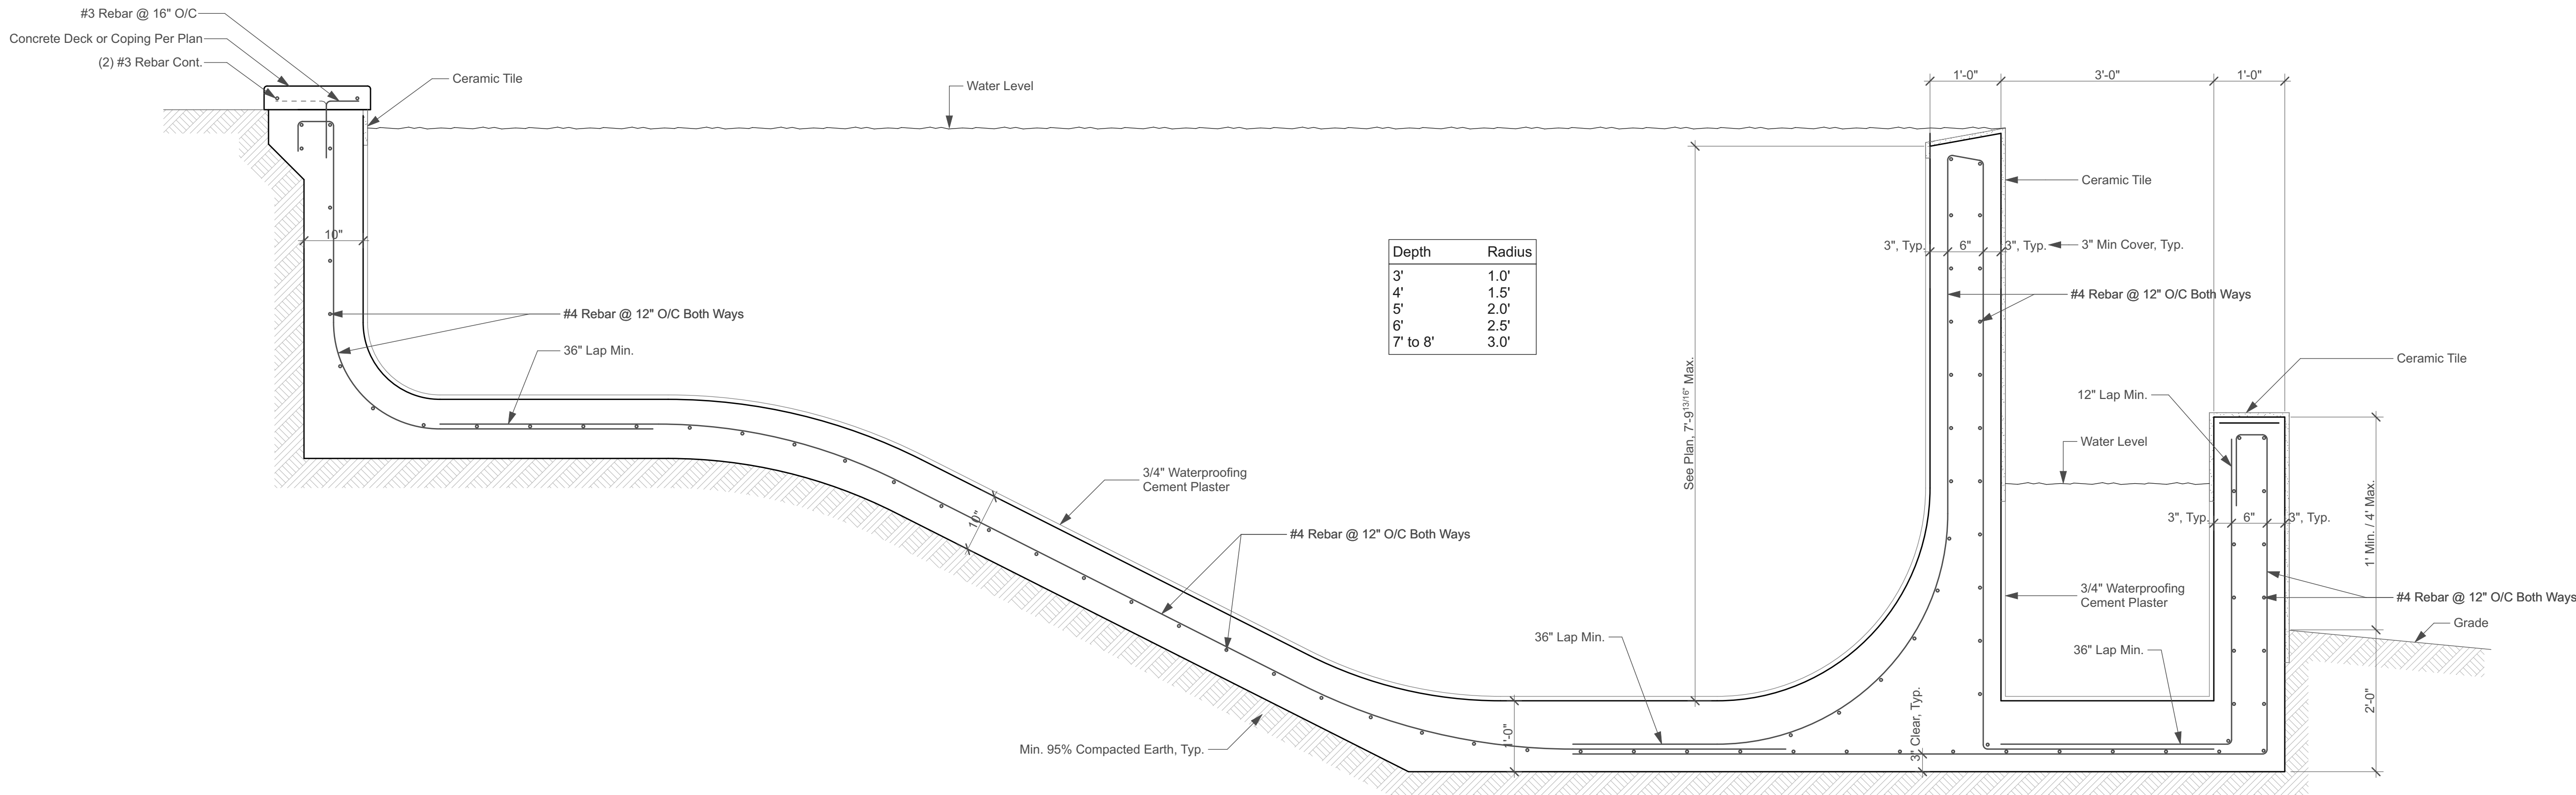 #3 Rebar @ 16" O/C
Concrete Deck or Coping Per Plan
(2) #3 Rebar Cont.
Ceramic Tile
Water Level
1'-0"
3'-0"
1'-0"
Ceramic Tile
10"
Depth Radius
3' 1.0'
4' 1.5'
5' 2.0'
6' 2.5'
7' to 8' 3.0'
3", Typ.
6"
3", Typ.
3" Min Cover, Typ.
#4 Rebar @ 12" O/C Both Ways
#4 Rebar @ 12" O/C Both Ways
36" Lap Min.
See Plan, 7'-9 13/16" Max.
Ceramic Tile
12" Lap Min.
Water Level
3/4" Waterproofing
Cement Plaster
10"
#4 Rebar @ 12" O/C Both Ways
3", Typ.
6"
3", Typ.
1' Min. / 4' Max.
3/4" Waterproofing
Cement Plaster
#4 Rebar @ 12" O/C Both Ways
Grade
36" Lap Min.
36" Lap Min.
2'-0"
1'-0"
3" Clear, Typ.
Min. 95% Compacted Earth, Typ.